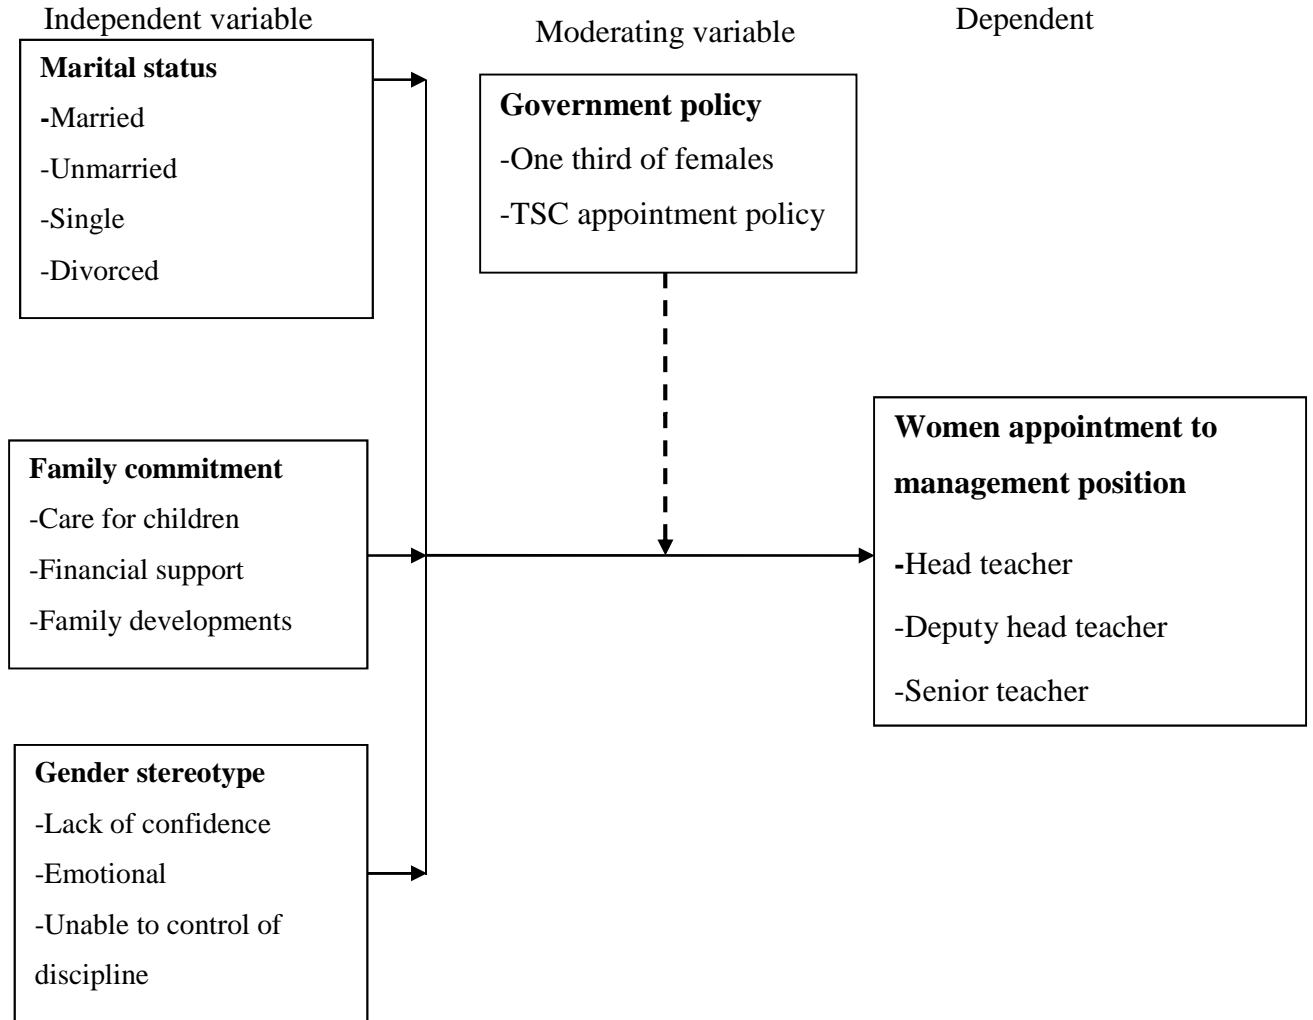 Independent variable
Moderating variable
Dependent
Marital status
-Married
-Unmarried
-Single
-Divorced
Government policy
-One third of females
-TSC appointment policy
Family commitment
-Care for children
-Financial support
-Family developments
Women appointment to
management position
-Head teacher
-Deputy head teacher
-Senior teacher
Gender stereotype
-Lack of confidence
-Emotional
-Unable to control of
discipline